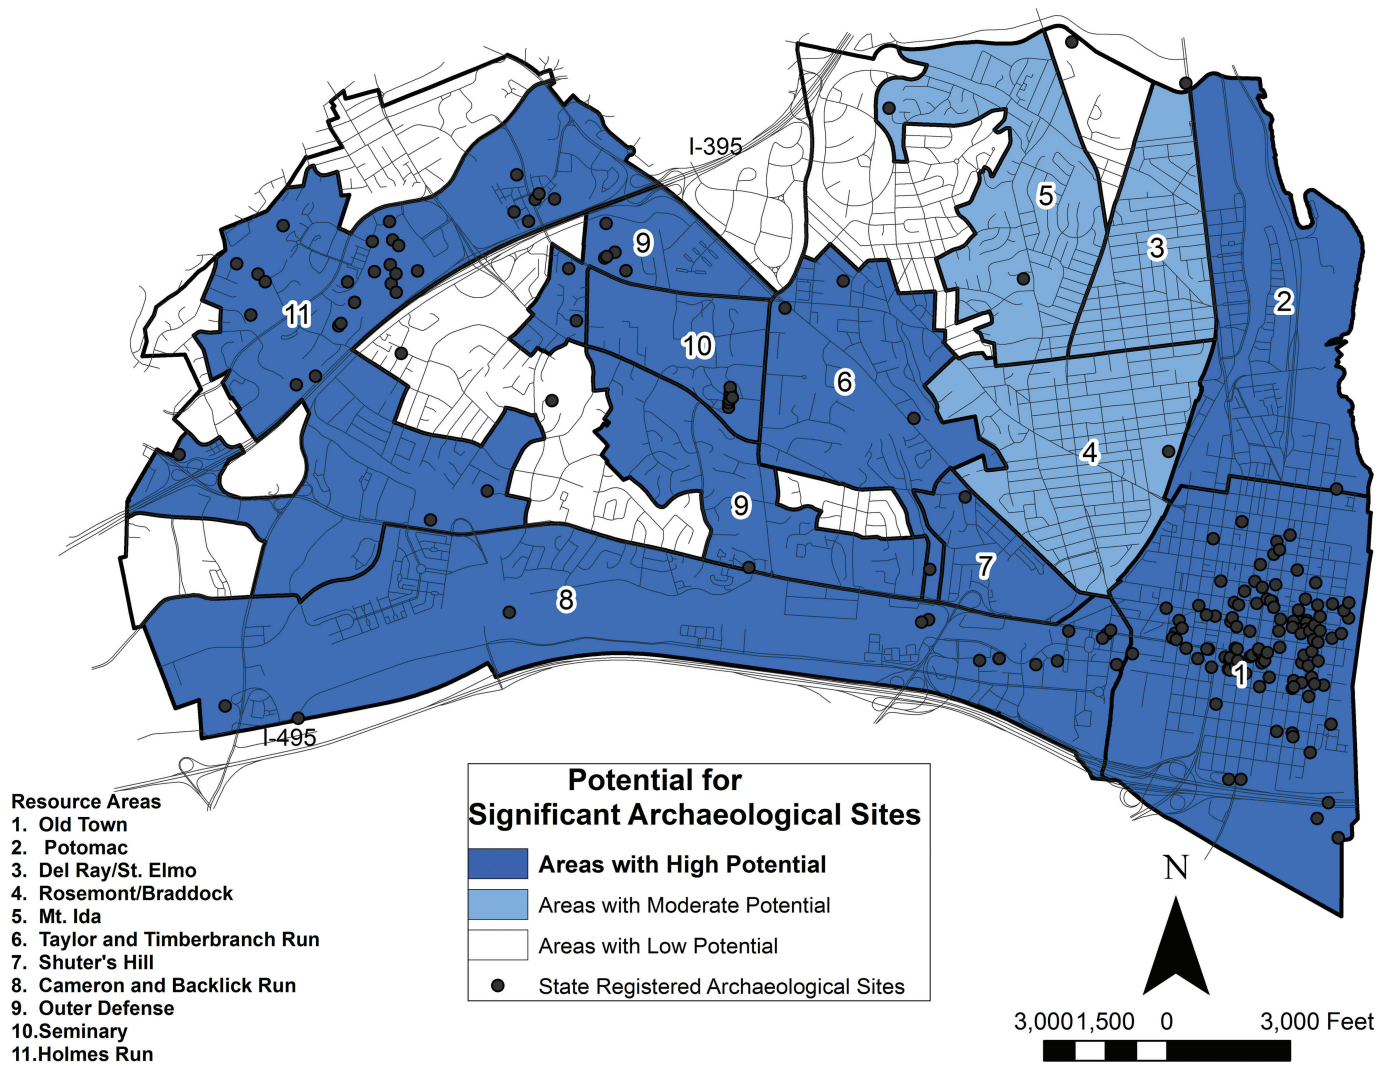 I-395
5
3
9
2
11
10
6
4
9
7
8
1
I-495
Potential for
Significant Archaeological Sites
Areas with High Potential
Areas with Moderate Potential
Areas with Low Potential
State Registered Archaeological Sites
Resource Areas
1. Old Town
2. Potomac
3. Del Ray/St. Elmo
4. Rosemont/Braddock
5. Mt. Ida
6. Taylor and Timberbranch Run
7. Shuter's Hill
8. Cameron and Backlick Run
9. Outer Defense
10.Seminary
11.Holmes Run
N
3,000 1,500 0 3,000 Feet